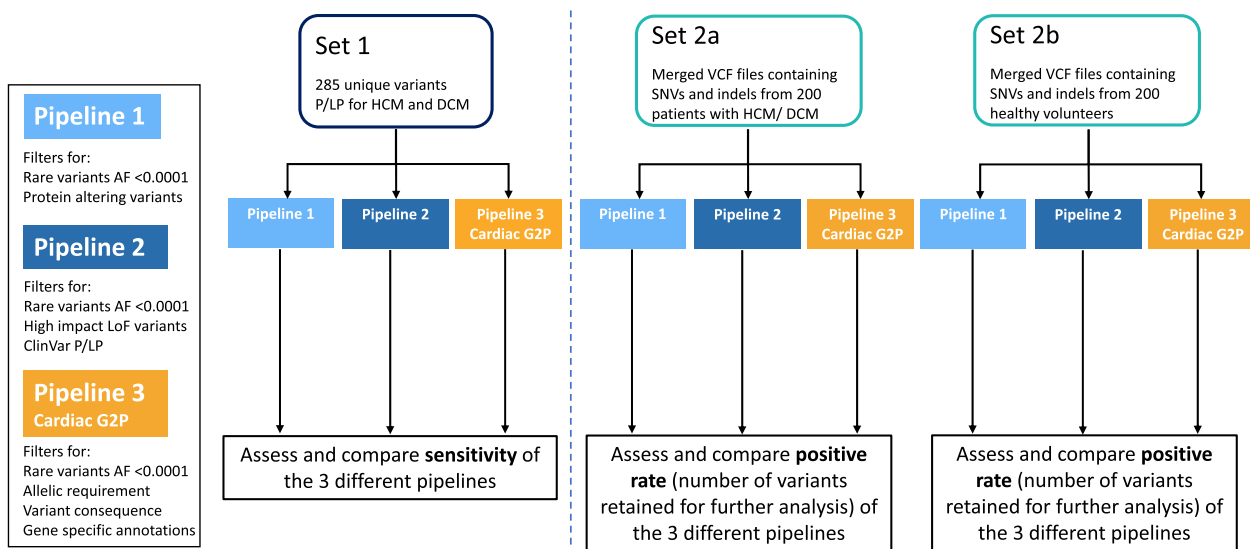 Pipeline 1
Filters for:
Rare variants AF <0.0001
Protein altering variants
Pipeline 2
Filters for:
Rare variants AF <0.0001
High impact LoF variants
ClinVar P/LP
Pipeline 3
Cardiac G2P
Filters for:
Rare variants AF <0.0001
Allelic requirement
Variant consequence
Gene specific annotations
Set 1
285 unique variants
P/LP for HCM and DCM
Pipeline 1
Pipeline 2
Pipeline 3
Cardiac G2P
Assess and compare sensitivity of
the 3 different pipelines
Set 2a
Merged VCF files containing
SNVs and indels from 200
patients with HCM/ DCM
Pipeline 1
Pipeline 2
Pipeline 3
Cardiac G2P
Assess and compare positive
rate (number of variants
retained for further analysis) of
the 3 different pipelines
Set 2b
Merged VCF files containing
SNVs and indels from 200
healthy volunteers
Pipeline 1
Pipeline 2
Pipeline 3
Cardiac G2P
Assess and compare positive
rate (number of variants
retained for further analysis) of
the 3 different pipelines